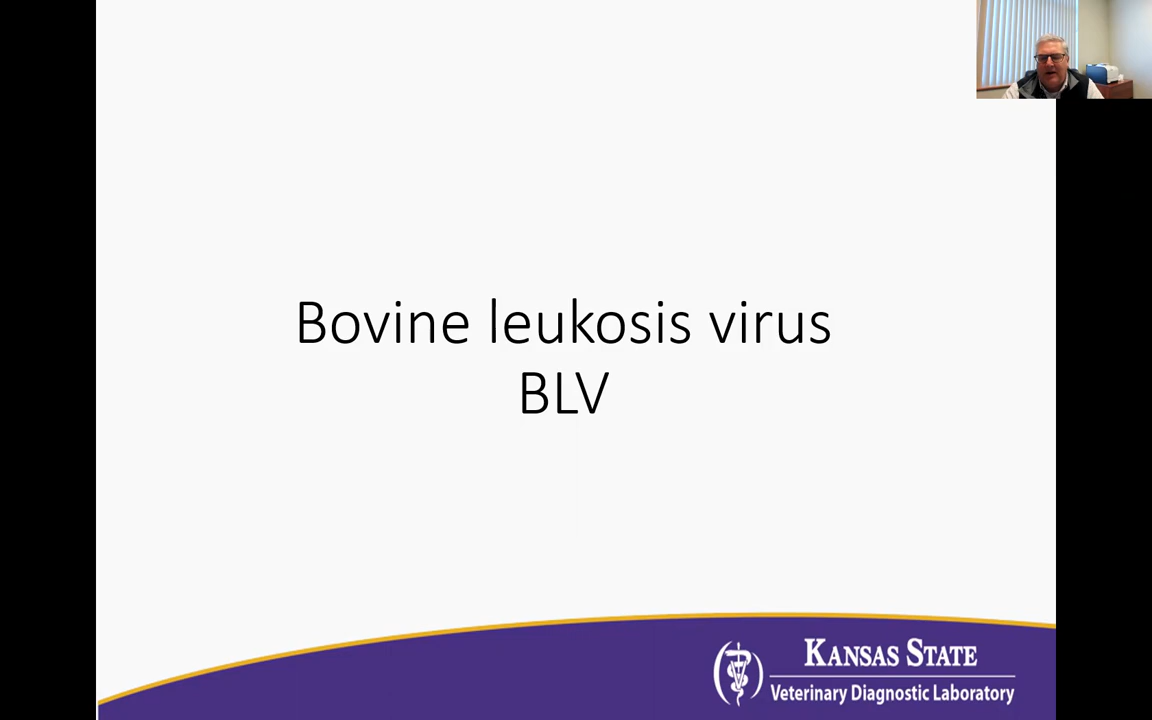 Bovine leukosis virus
BLV
KANSAS STATE
Veterinary Diagnostic Laboratory